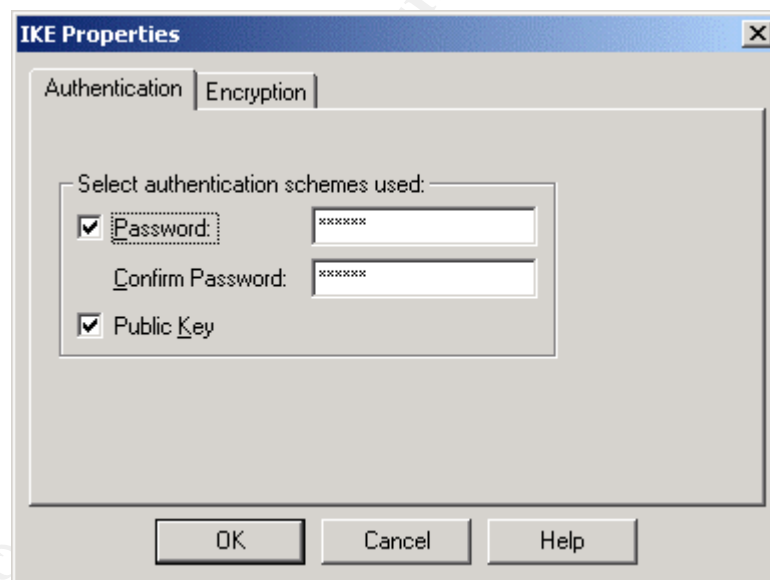 IKE Properties
Authentication Encryption
Select authentication schemes used:
Password: ******
Confirm Password: ******
Public Key
OK Cancel Help